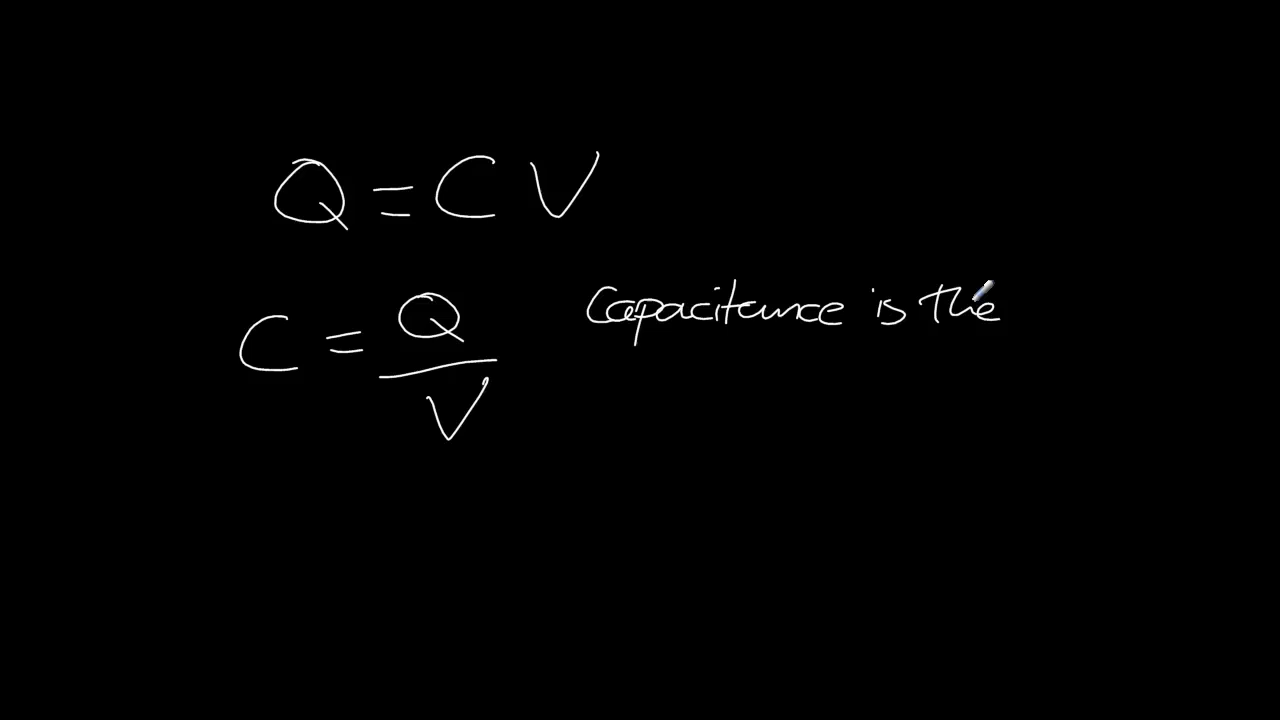 Q = C V
C = Q / V
Capacitance is the